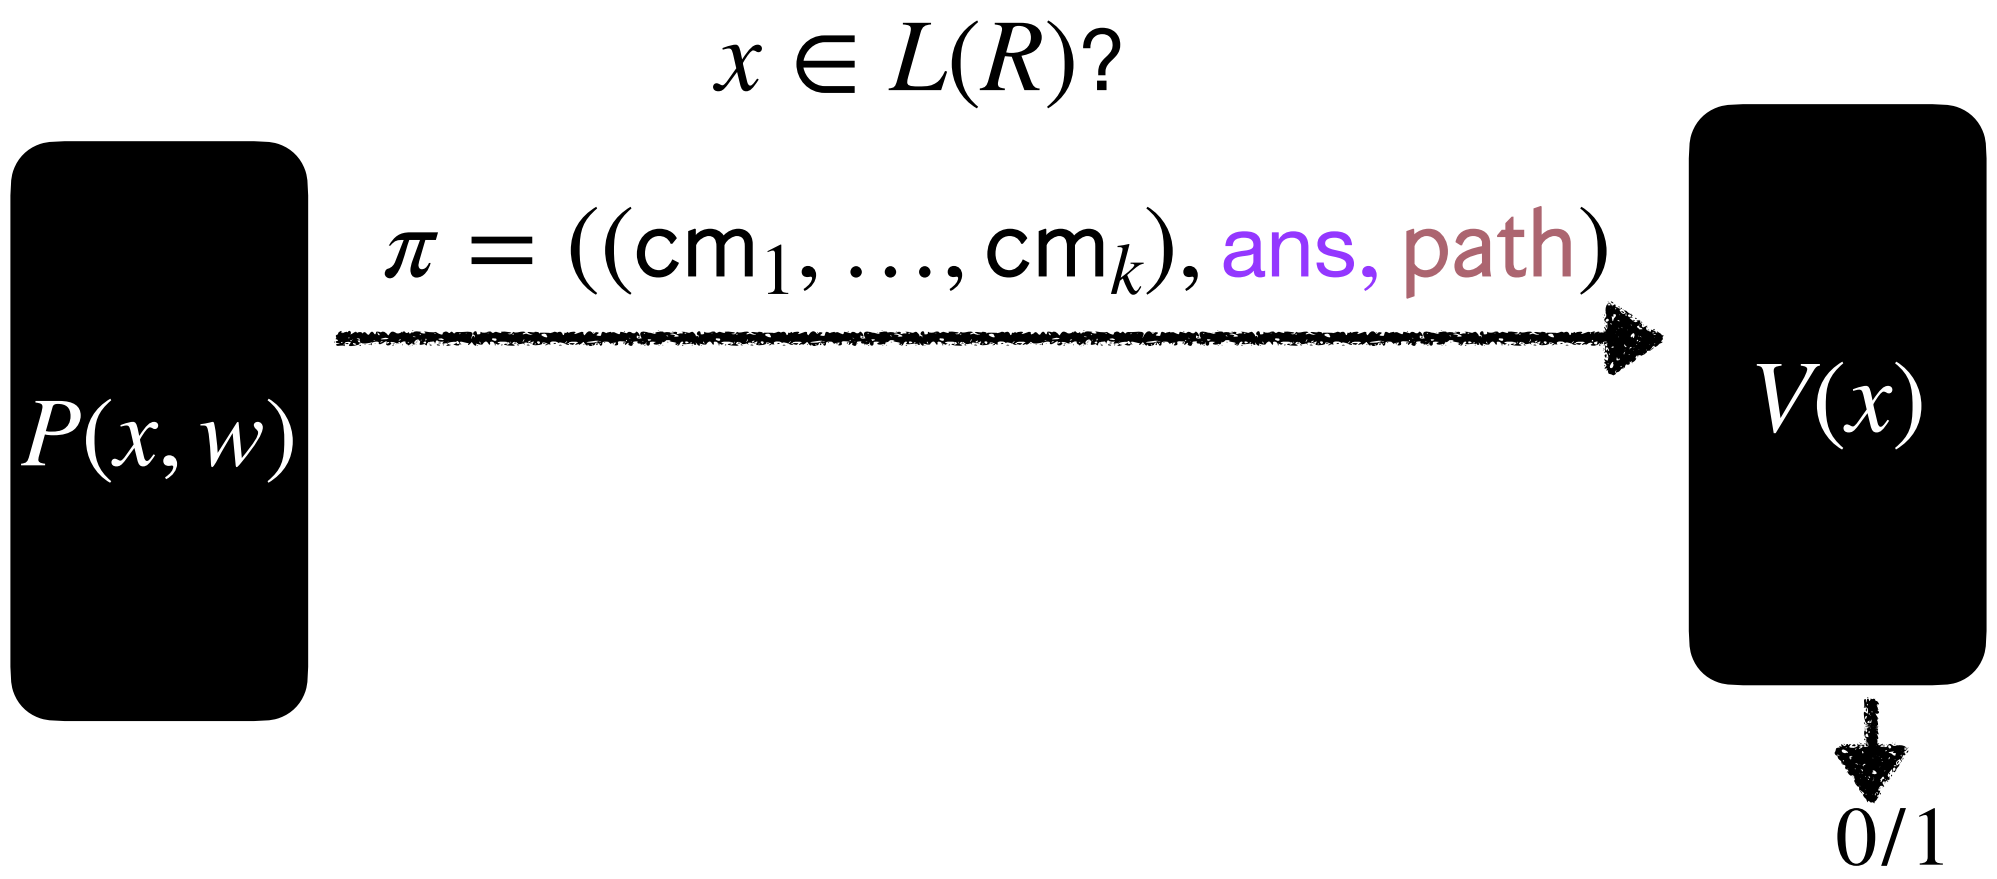 x ∈ L(R)?
π = ((cm₁, …, cmₖ), ans, path)
P(x, w)
V(x)
0/1